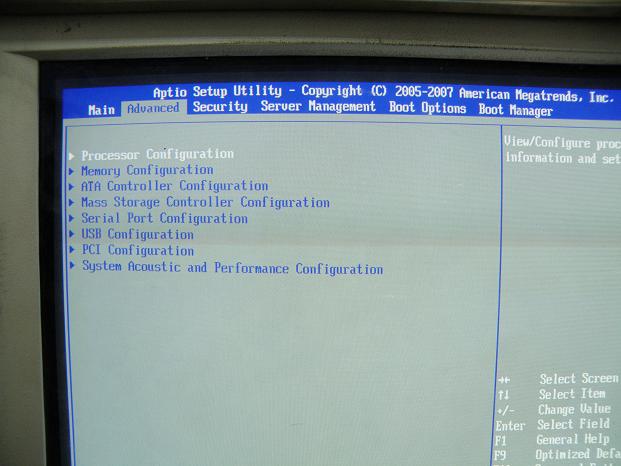 Aptio Setup Utility - Copyright (C) 2005-2007 American Megatrends, Inc.
Main Advanced Security Server Management Boot Options Boot Manager
Processor Configuration
Memory Configuration
ATA Controller Configuration
Mass Storage Controller Configuration
Serial Port Configuration
USB Configuration
PCI Configuration
System Acoustic and Performance Configuration
View/Configure proc
information and set
Select Screen
↑↓ Select Item
+/- Change Value
Enter Select Field
F1 General Help
F9 Optimized Defa